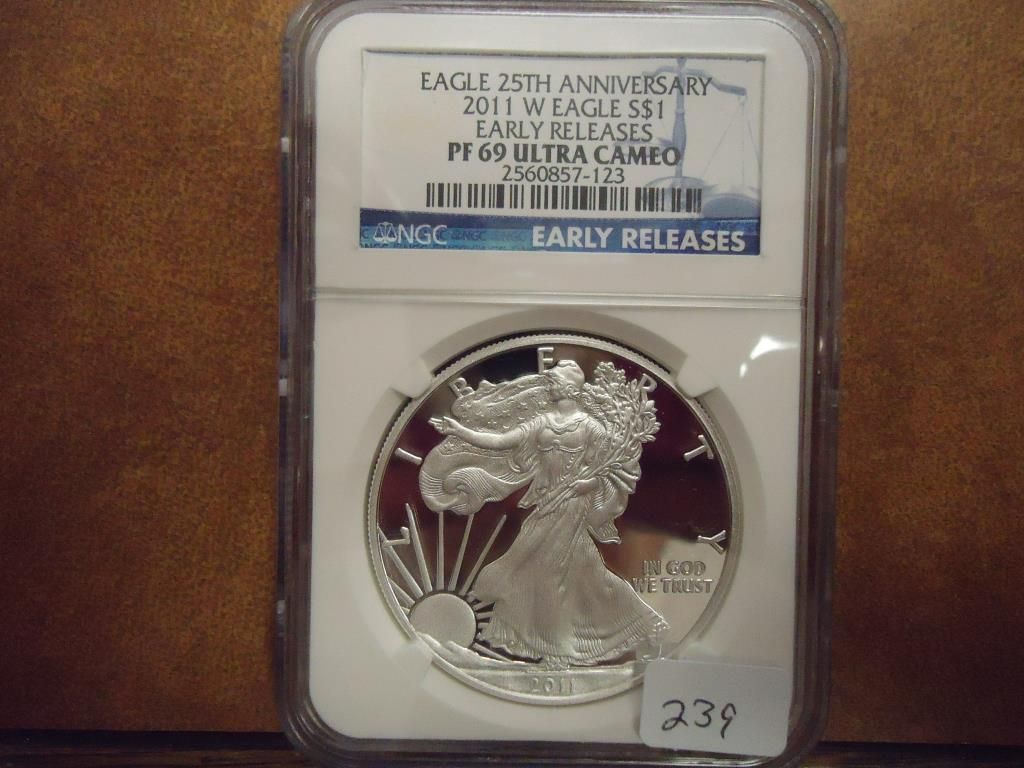 EAGLE 25TH ANNIVERSARY
2011 W EAGLE S$1
EARLY RELEASES
PF 69 ULTRA CAMEO
2560857-123
NGC EARLY RELEASES
LIBERTY
IN GOD
WE TRUST
2011
239